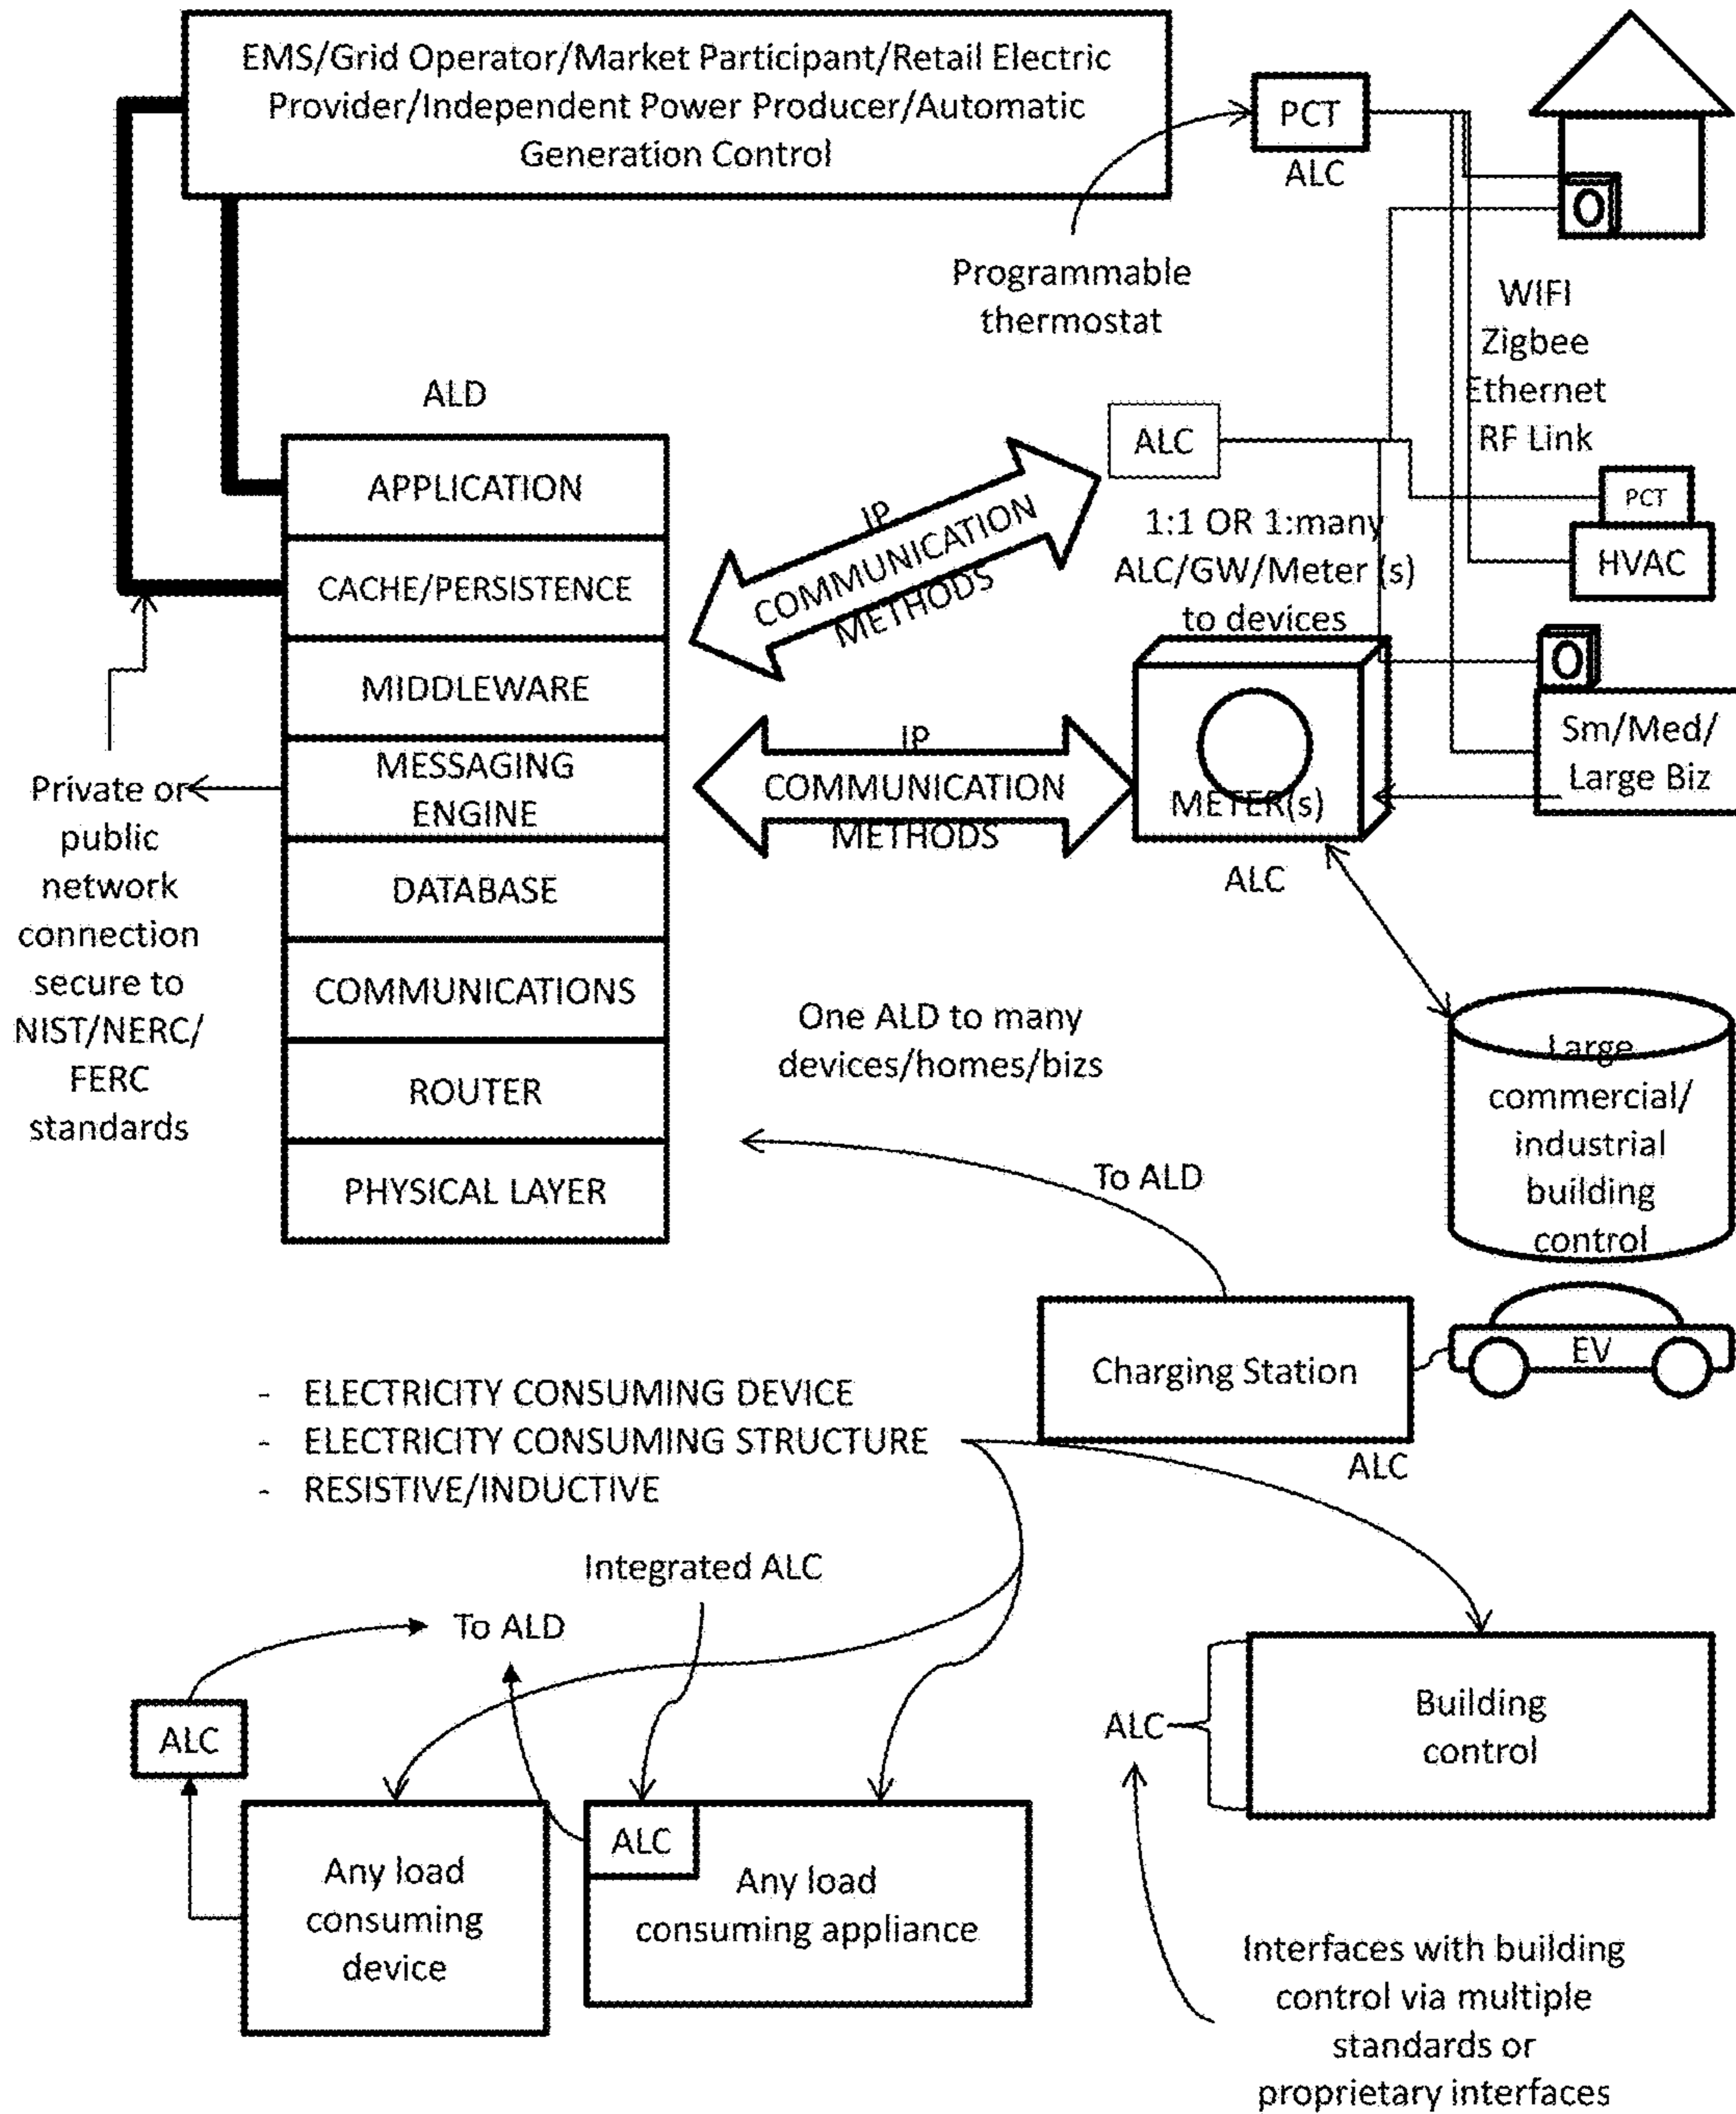 EMS/Grid Operator/Market Participant/Retail Electric
Provider/Independent Power Producer/Automatic
Generation Control
PCT
ALC
Programmable
thermostat
WIFI
Zigbee
Ethernet
RF Link
ALD
APPLICATION
CACHE/PERSISTENCE
MIDDLEWARE
MESSAGING
ENGINE
DATABASE
COMMUNICATIONS
ROUTER
PHYSICAL LAYER
IP
COMMUNICATION
METHODS
ALC
1:1 OR 1:many
ALC/GW/Meter (s)
to devices
PCT
HVAC
IP
COMMUNICATION
METHODS
METER(s)
ALC
Sm/Med/
Large Biz
Private or
public
network
connection
secure to
NIST/NERC/
FERC
standards
One ALD to many
devices/homes/bizs
Large
commercial/
industrial
building
control
To ALD
Charging Station
ALC
EV
- ELECTRICITY CONSUMING DEVICE
- ELECTRICITY CONSUMING STRUCTURE
- RESISTIVE/INDUCTIVE
Integrated ALC
To ALD
ALC
Any load
consuming
device
ALC
Any load
consuming appliance
ALC
Building
control
Interfaces with building
control via multiple
standards or
proprietary interfaces